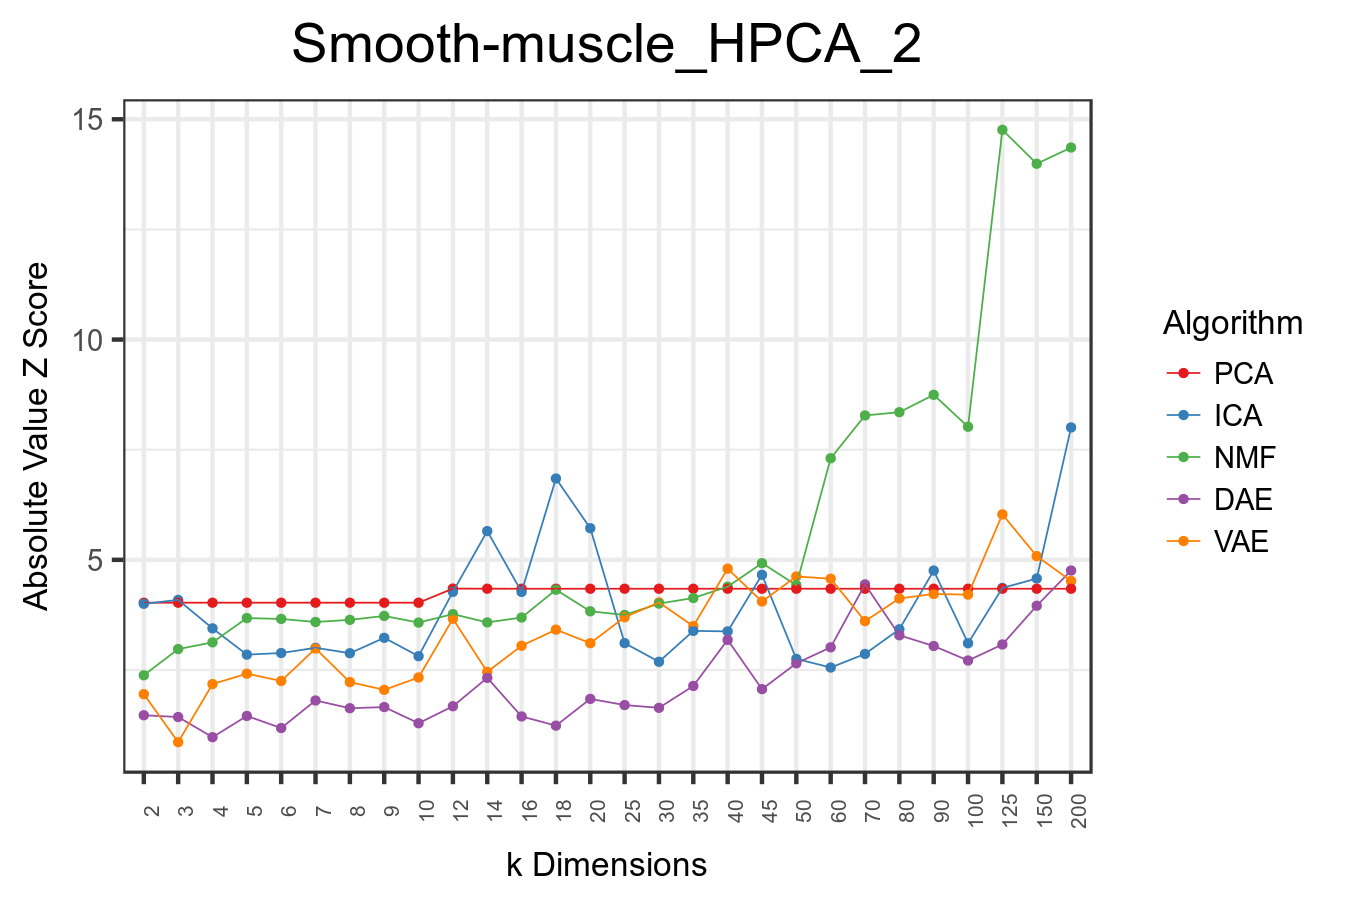 Smooth-muscle_HPCA_2
Absolute Value Z Score
15
10
5
2 3 4 5 6 7 8 9 10 12 14 16 18 20 25 30 35 40 45 50 60 70 80 90 100 125 150 200
k Dimensions
Algorithm
PCA
ICA
NMF
DAE
VAE